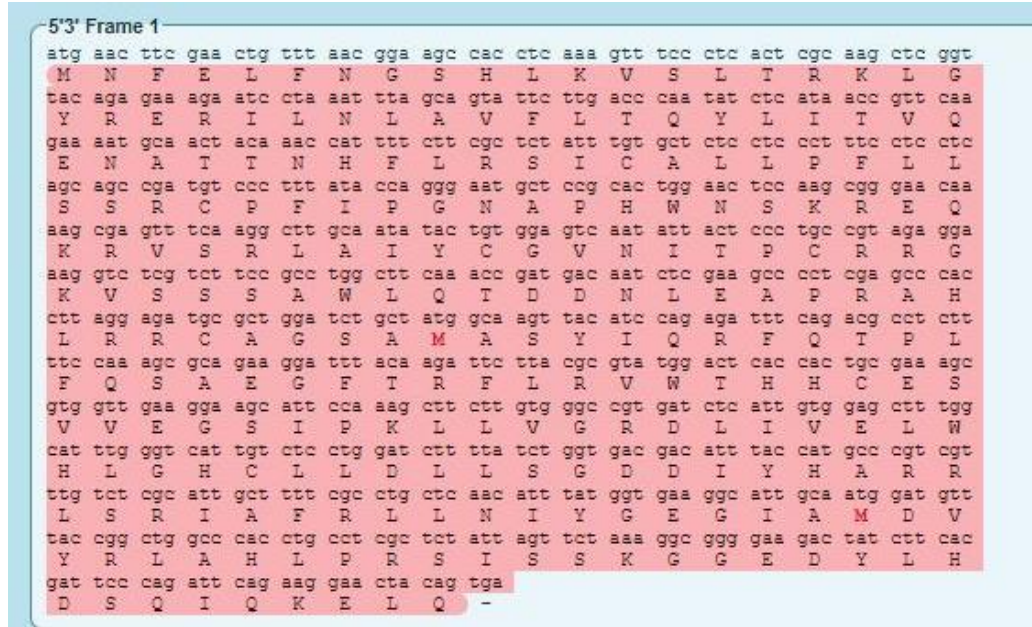 5'3' Frame 1
atg aac ttc gaa ctg ttt aac gga agc cac ctc aaa gtt tcc ctc act cgc aag ctc ggt
M N F E L F N G S H L K V S L T R K L G
tac aga gaa aga atc cta aat tta gca gta ttc ttg acc caa tat ctc ata acc gtt caa
Y R E R I L N L A V F L T Q Y L I T V Q
gaa aat gca act aca aac cat ttt ctt cgc tct att tgt gct ctc ctc cct ttc ctc ctc
E N A T T N H F L R S I C A L L P F L L
agc agc cga tgt ccc ttt ata cca ggg aat gct ccg cac tgg aac tcc aag cgg gaa caa
S S R C P F I P G N A P H W N S K R E Q
aag cga gtt tca agg ctt gca ata tac tgt gga gtc aat att act ccc tgc cgt aga gga
K R V S R L A I Y C G V N I T P C R R G
aag gtc tcg tct tcc gcc tgg ctt caa acc gat gac aat ctc gaa gcc cct cga gcc cac
K V S S S A W L Q T D D N L E A P R A H
ctt agg aga tgc gct gga tct gct atg gca agt tac atc cag aga ttt cag acg cct ctt
L R R C A G S A M A S Y I Q R F Q T P L
ttc caa agc gca gaa gga ttt aca aga ttc tta cgc gta tgg act cac cac tgc gaa agc
F Q S A E G F T R F L R V W T H H C E S
gtg gtt gaa gga agc att cca aag ctt ctt gtg ggc cgt gat ctc att gtg gag ctt tgg
V V E G S I P K L L V G R D L I V E L W
cat ttg ggt cat tgt ctc ctg gat ctt tta tct ggt gac gac att tac cat gcc cgt cgt
H L G H C L L D L L S G D D I Y H A R R
ttg tct cgc att gct ttt cgc ctg ctc aac att tat ggt gaa ggc att gca atg gat gtt
L S R I A F R L L N I Y G E G I A M D V
tac cgg ctg gcc cac ctg cct cgc tct att agt tct aaa ggc ggg gaa gac tat ctt cac
Y R L A H L P R S I S S K G G E D Y L H
gat tcc cag att cag aag gaa cta cag tga
D S Q I Q K E L Q -